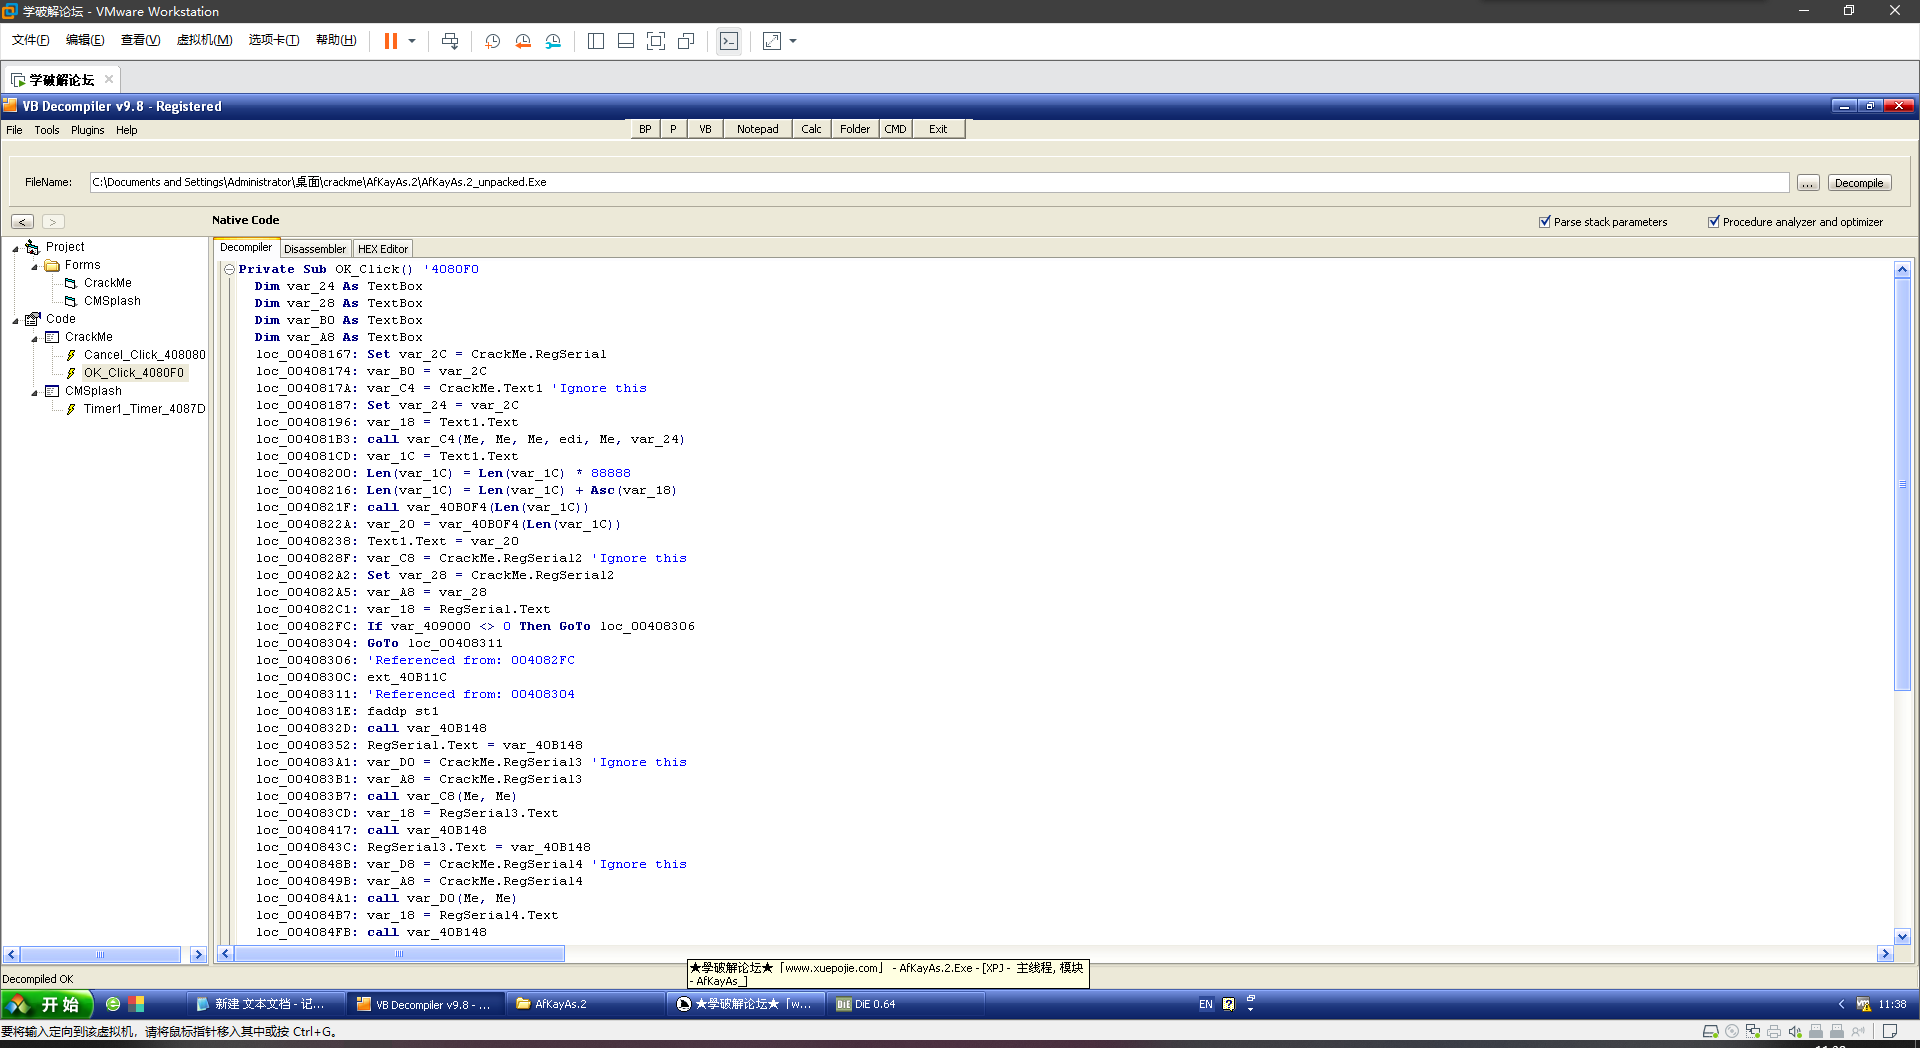 学破解论坛 - VMware Workstation
文件(F) 编辑(E) 查看(V) 虚拟机(M) 选项卡(T) 帮助(H)
学破解论坛
VB Decompiler v9.8 - Registered
File Tools Plugins Help
BP P VB Notepad Calc Folder CMD Exit
FileName: C:\Documents and Settings\Administrator\桌面\crackme\AfKayAs.2\AfKayAs.2_unpacked.Exe ... Decompile
< > Native Code Parse stack parameters Procedure analyzer and optimizer
Project
Forms
CrackMe
CMSplash
Code
CrackMe
Cancel_Click_408080
OK_Click_4080F0
CMSplash
Timer1_Timer_4087D
Decompiler Disassembler HEX Editor
Private Sub OK_Click() '4080F0
Dim var_24 As TextBox
Dim var_28 As TextBox
Dim var_B0 As TextBox
Dim var_A8 As TextBox
loc_00408167: Set var_2C = CrackMe.RegSerial
loc_00408174: var_B0 = var_2C
loc_0040817A: var_C4 = CrackMe.Text1 'Ignore this
loc_00408187: Set var_24 = var_2C
loc_00408196: var_18 = Text1.Text
loc_004081B3: call var_C4(Me, Me, Me, edi, Me, var_24)
loc_004081CD: var_1C = Text1.Text
loc_00408200: Len(var_1C) = Len(var_1C) * 88888
loc_00408216: Len(var_1C) = Len(var_1C) + Asc(var_18)
loc_0040821F: call var_40B0F4(Len(var_1C))
loc_0040822A: var_20 = var_40B0F4(Len(var_1C))
loc_00408238: Text1.Text = var_20
loc_0040828F: var_C8 = CrackMe.RegSerial2 'Ignore this
loc_004082A2: Set var_28 = CrackMe.RegSerial2
loc_004082A5: var_A8 = var_28
loc_004082C1: var_18 = RegSerial.Text
loc_004082FC: If var_409000 <> 0 Then GoTo loc_00408306
loc_00408304: GoTo loc_00408311
loc_00408306: 'Referenced from: 004082FC
loc_0040830C: ext_40B11C
loc_00408311: 'Referenced from: 00408304
loc_0040831E: faddp st1
loc_0040832D: call var_40B148
loc_00408352: RegSerial.Text = var_40B148
loc_004083A1: var_D0 = CrackMe.RegSerial3 'Ignore this
loc_004083B1: var_A8 = CrackMe.RegSerial3
loc_004083B7: call var_C8(Me, Me)
loc_004083CD: var_18 = RegSerial3.Text
loc_00408417: call var_40B148
loc_0040843C: RegSerial3.Text = var_40B148
loc_0040848B: var_D8 = CrackMe.RegSerial4 'Ignore this
loc_0040849B: var_A8 = CrackMe.RegSerial4
loc_004084A1: call var_D0(Me, Me)
loc_004084B7: var_18 = RegSerial4.Text
loc_004084FB: call var_40B148
★學破解论坛★「www.xuepojie.com」 - AfKayAs.2.Exe - [XPJ - 主线程, 模块
- AfKayAs_]
Decompiled OK
开始 新建 文本文档 - 记... VB Decompiler v9.8 - ... AfKayAs.2 ★學破解论坛★「w... DiE 0.64 EN 11:38
要将输入定向到该虚拟机，请将鼠标指针移入其中或按 Ctrl+G。